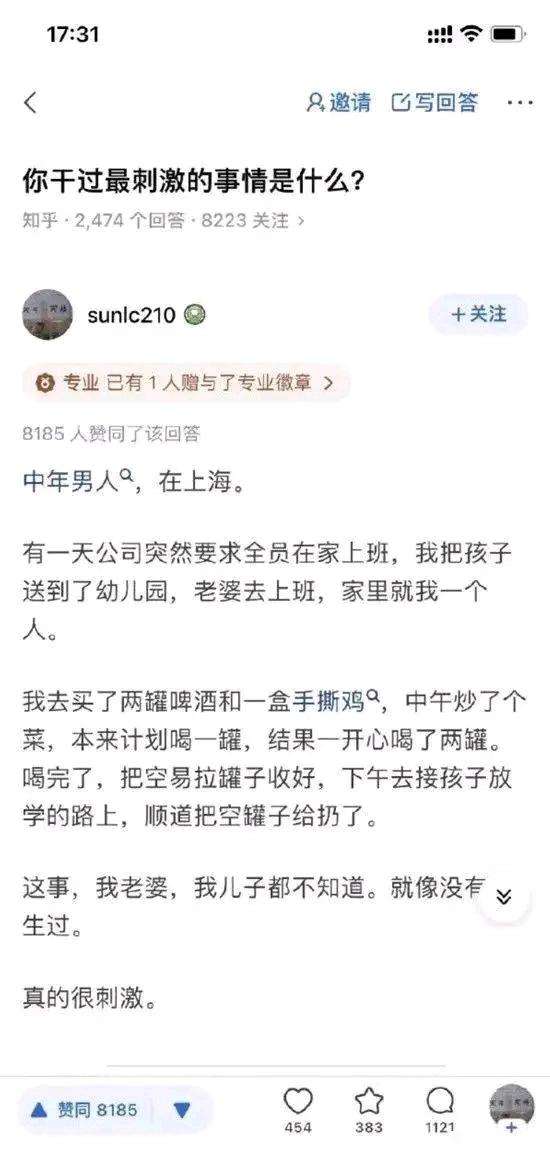 17:31
邀请 写回答
你干过最刺激的事情是什么?
知乎 · 2,474 个回答 · 8223 关注 >
sunlc210
+关注
专业 已有 1 人赠与了专业徽章 >
8185 人赞同了该回答
中年男人，在上海。
有一天公司突然要求全员在家上班，我把孩子
送到了幼儿园，老婆去上班，家里就我一个
人。
我去买了两罐啤酒和一盒手撕鸡，中午炒了个
菜，本来计划喝一罐，结果一开心喝了两罐。
喝完了，把空易拉罐子收好，下午去接孩子放
学的路上，顺道把空罐子给扔了。
这事，我老婆，我儿子都不知道。就像没有
生过。
真的很刺激。
赞同 8185
454
383
1121